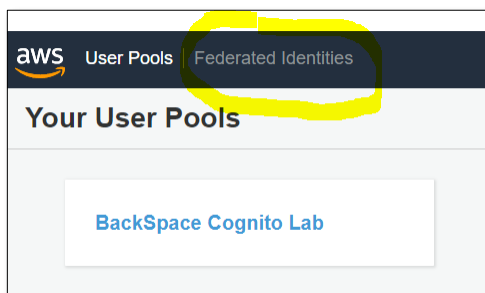 aws User Pools Federated Identities
Your User Pools
BackSpace Cognito Lab